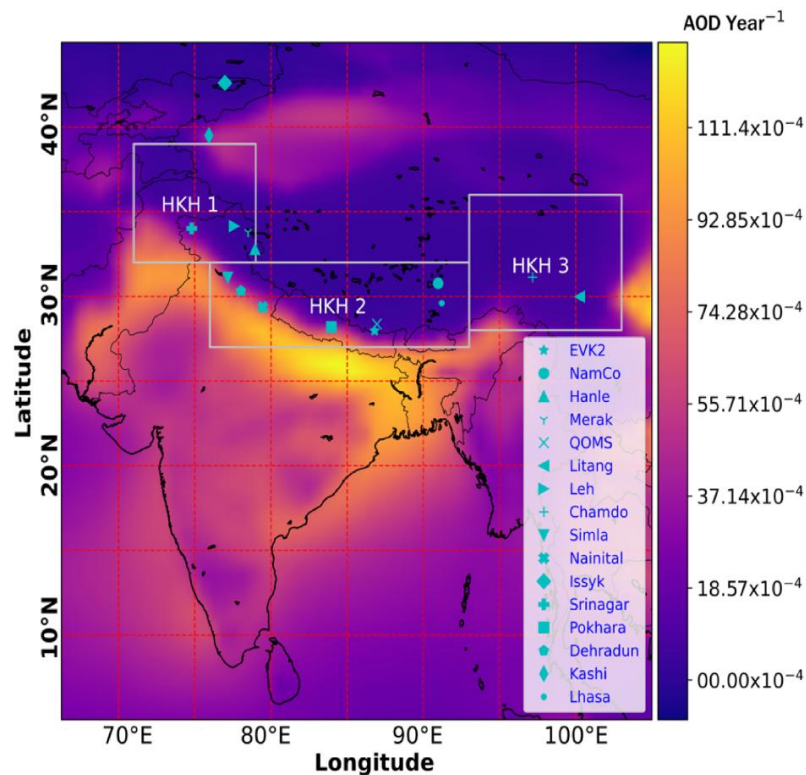 AOD Year⁻¹
40°N
30°N
20°N
10°N
Latitude
HKH 1
HKH 2
HKH 3
EVK2
NamCo
Hanle
Merak
QOMS
Litang
Leh
Chamdo
Simla
Nainital
Issyk
Srinagar
Pokhara
Dehradun
Kashi
Lhasa
111.4x10⁻⁴
92.85x10⁻⁴
74.28x10⁻⁴
55.71x10⁻⁴
37.14x10⁻⁴
18.57x10⁻⁴
00.00x10⁻⁴
70°E 80°E 90°E 100°E
Longitude